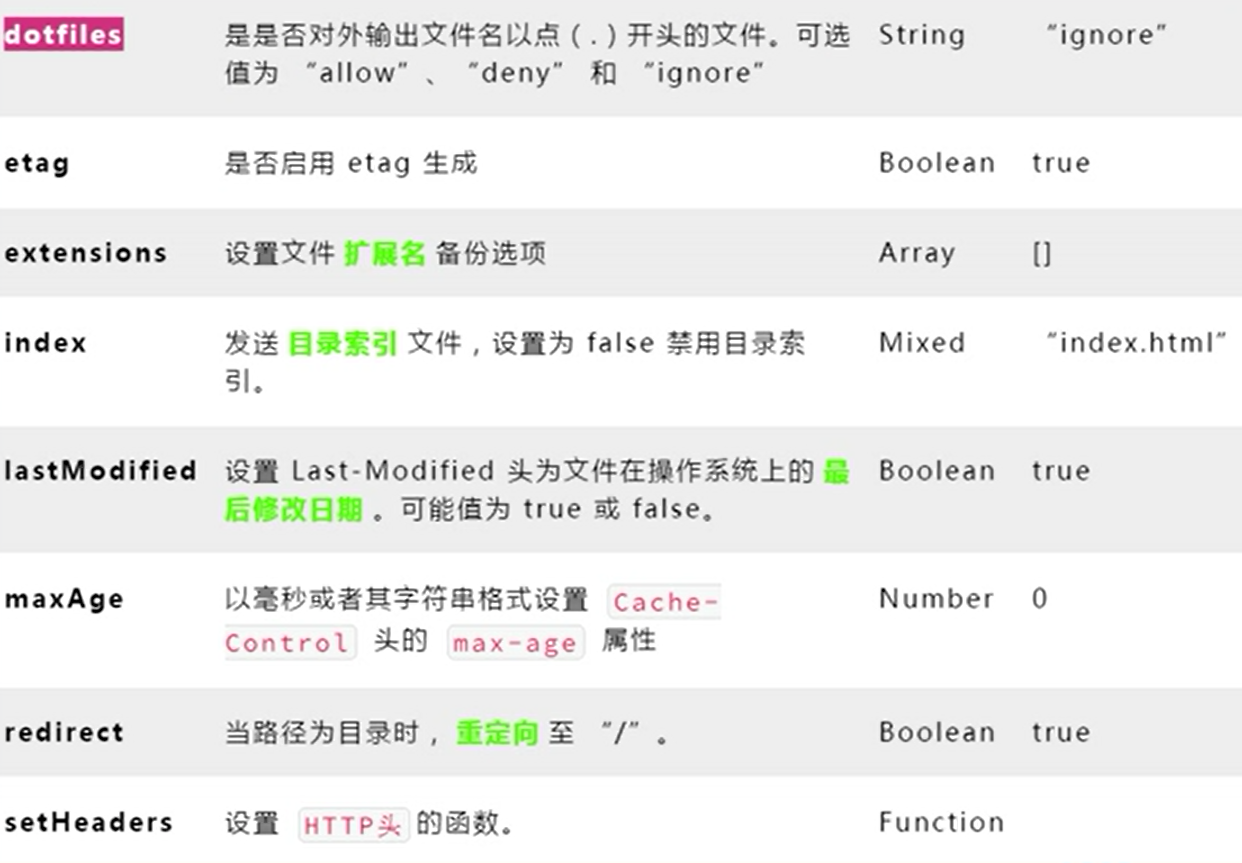 dotfiles 是是否对外输出文件名以点（.）开头的文件。可选 String “ignore”
值为 “allow” 、 “deny” 和 “ignore”
etag 是否启用 etag 生成 Boolean true
extensions 设置文件 扩展名 备份选项 Array []
index 发送 目录索引 文件，设置为 false 禁用目录索 Mixed “index.html”
引。
lastModified 设置 Last-Modified 头为文件在操作系统上的 最 Boolean true
后修改日期 。可能值为 true 或 false。
maxAge 以毫秒或者其字符串格式设置 Cache- Number 0
Control 头的 max-age 属性
redirect 当路径为目录时，重定向 至 “/” 。 Boolean true
setHeaders 设置 HTTP头 的函数。 Function